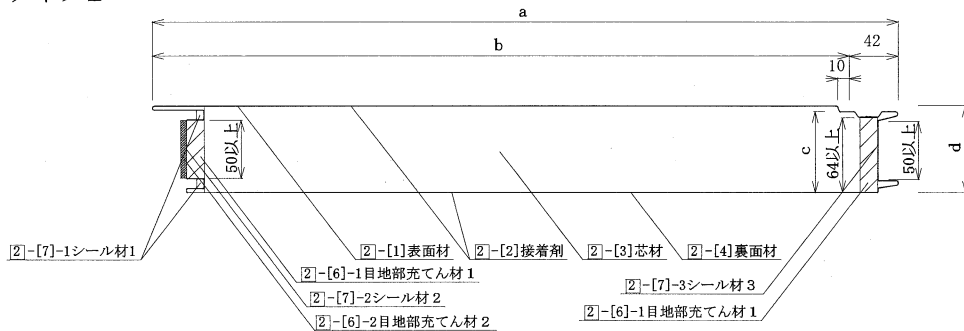 a
b
42
10
50以上
c
64以上
50以上
d
2-[7]-1シール材1
2-[1]表面材
2-[2]接着剤
2-[3]芯材
2-[4]裏面材
2-[6]-1目地部充てん材1
2-[7]-2シール材2
2-[6]-2目地部充てん材2
2-[7]-3シール材3
2-[6]-1目地部充てん材1